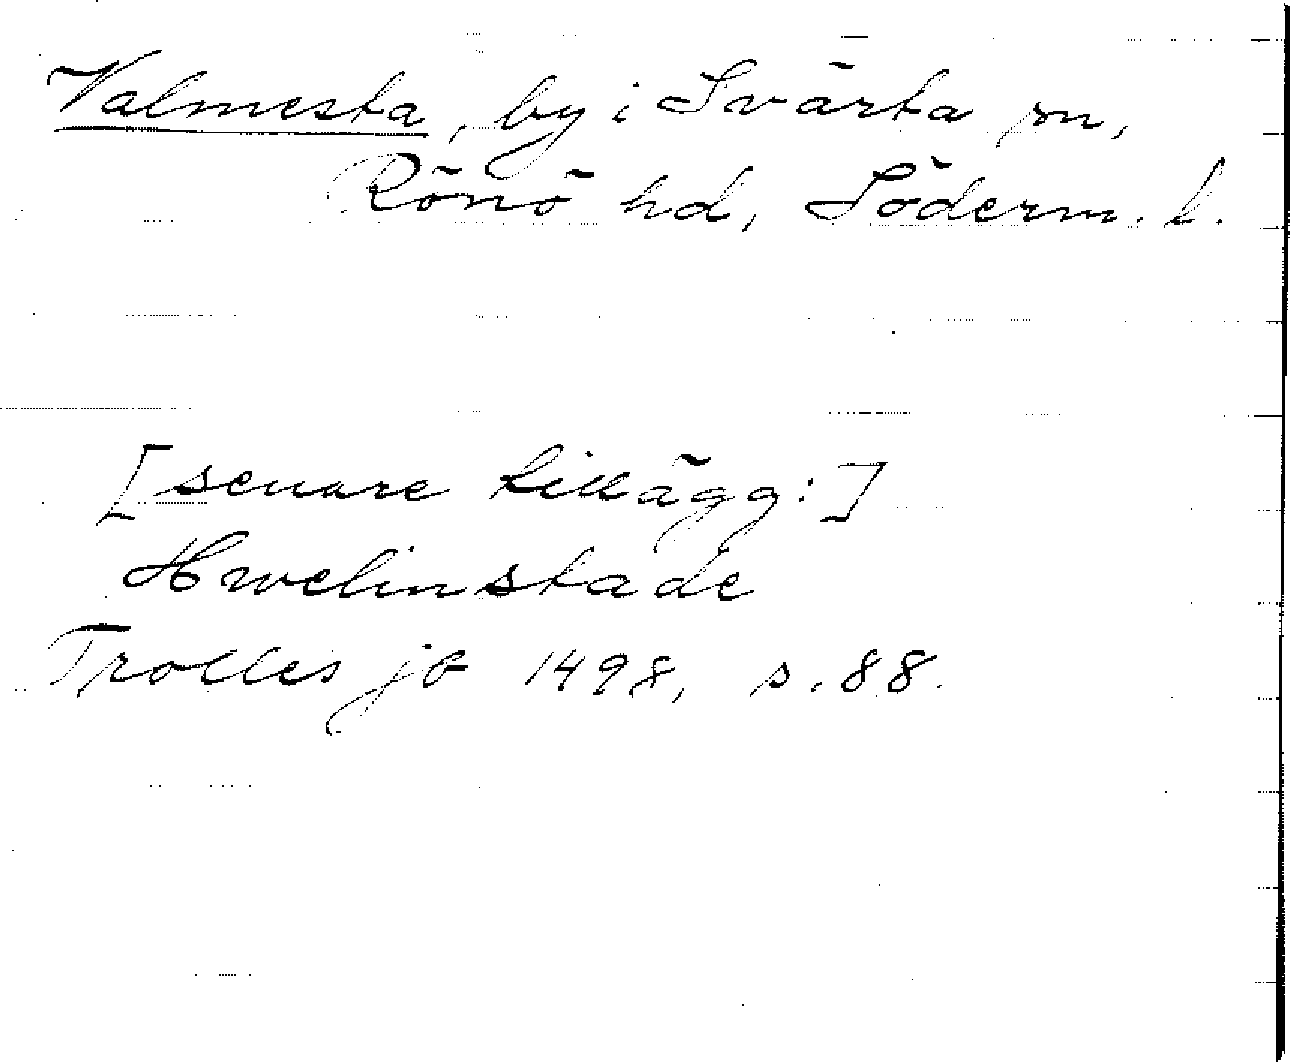 Valmesta, by i Svärta sn,
Rönö hd, Söderm. l.
[senare tillägg:]
Hwelinstade
Trolles jb 1498, s. 88.